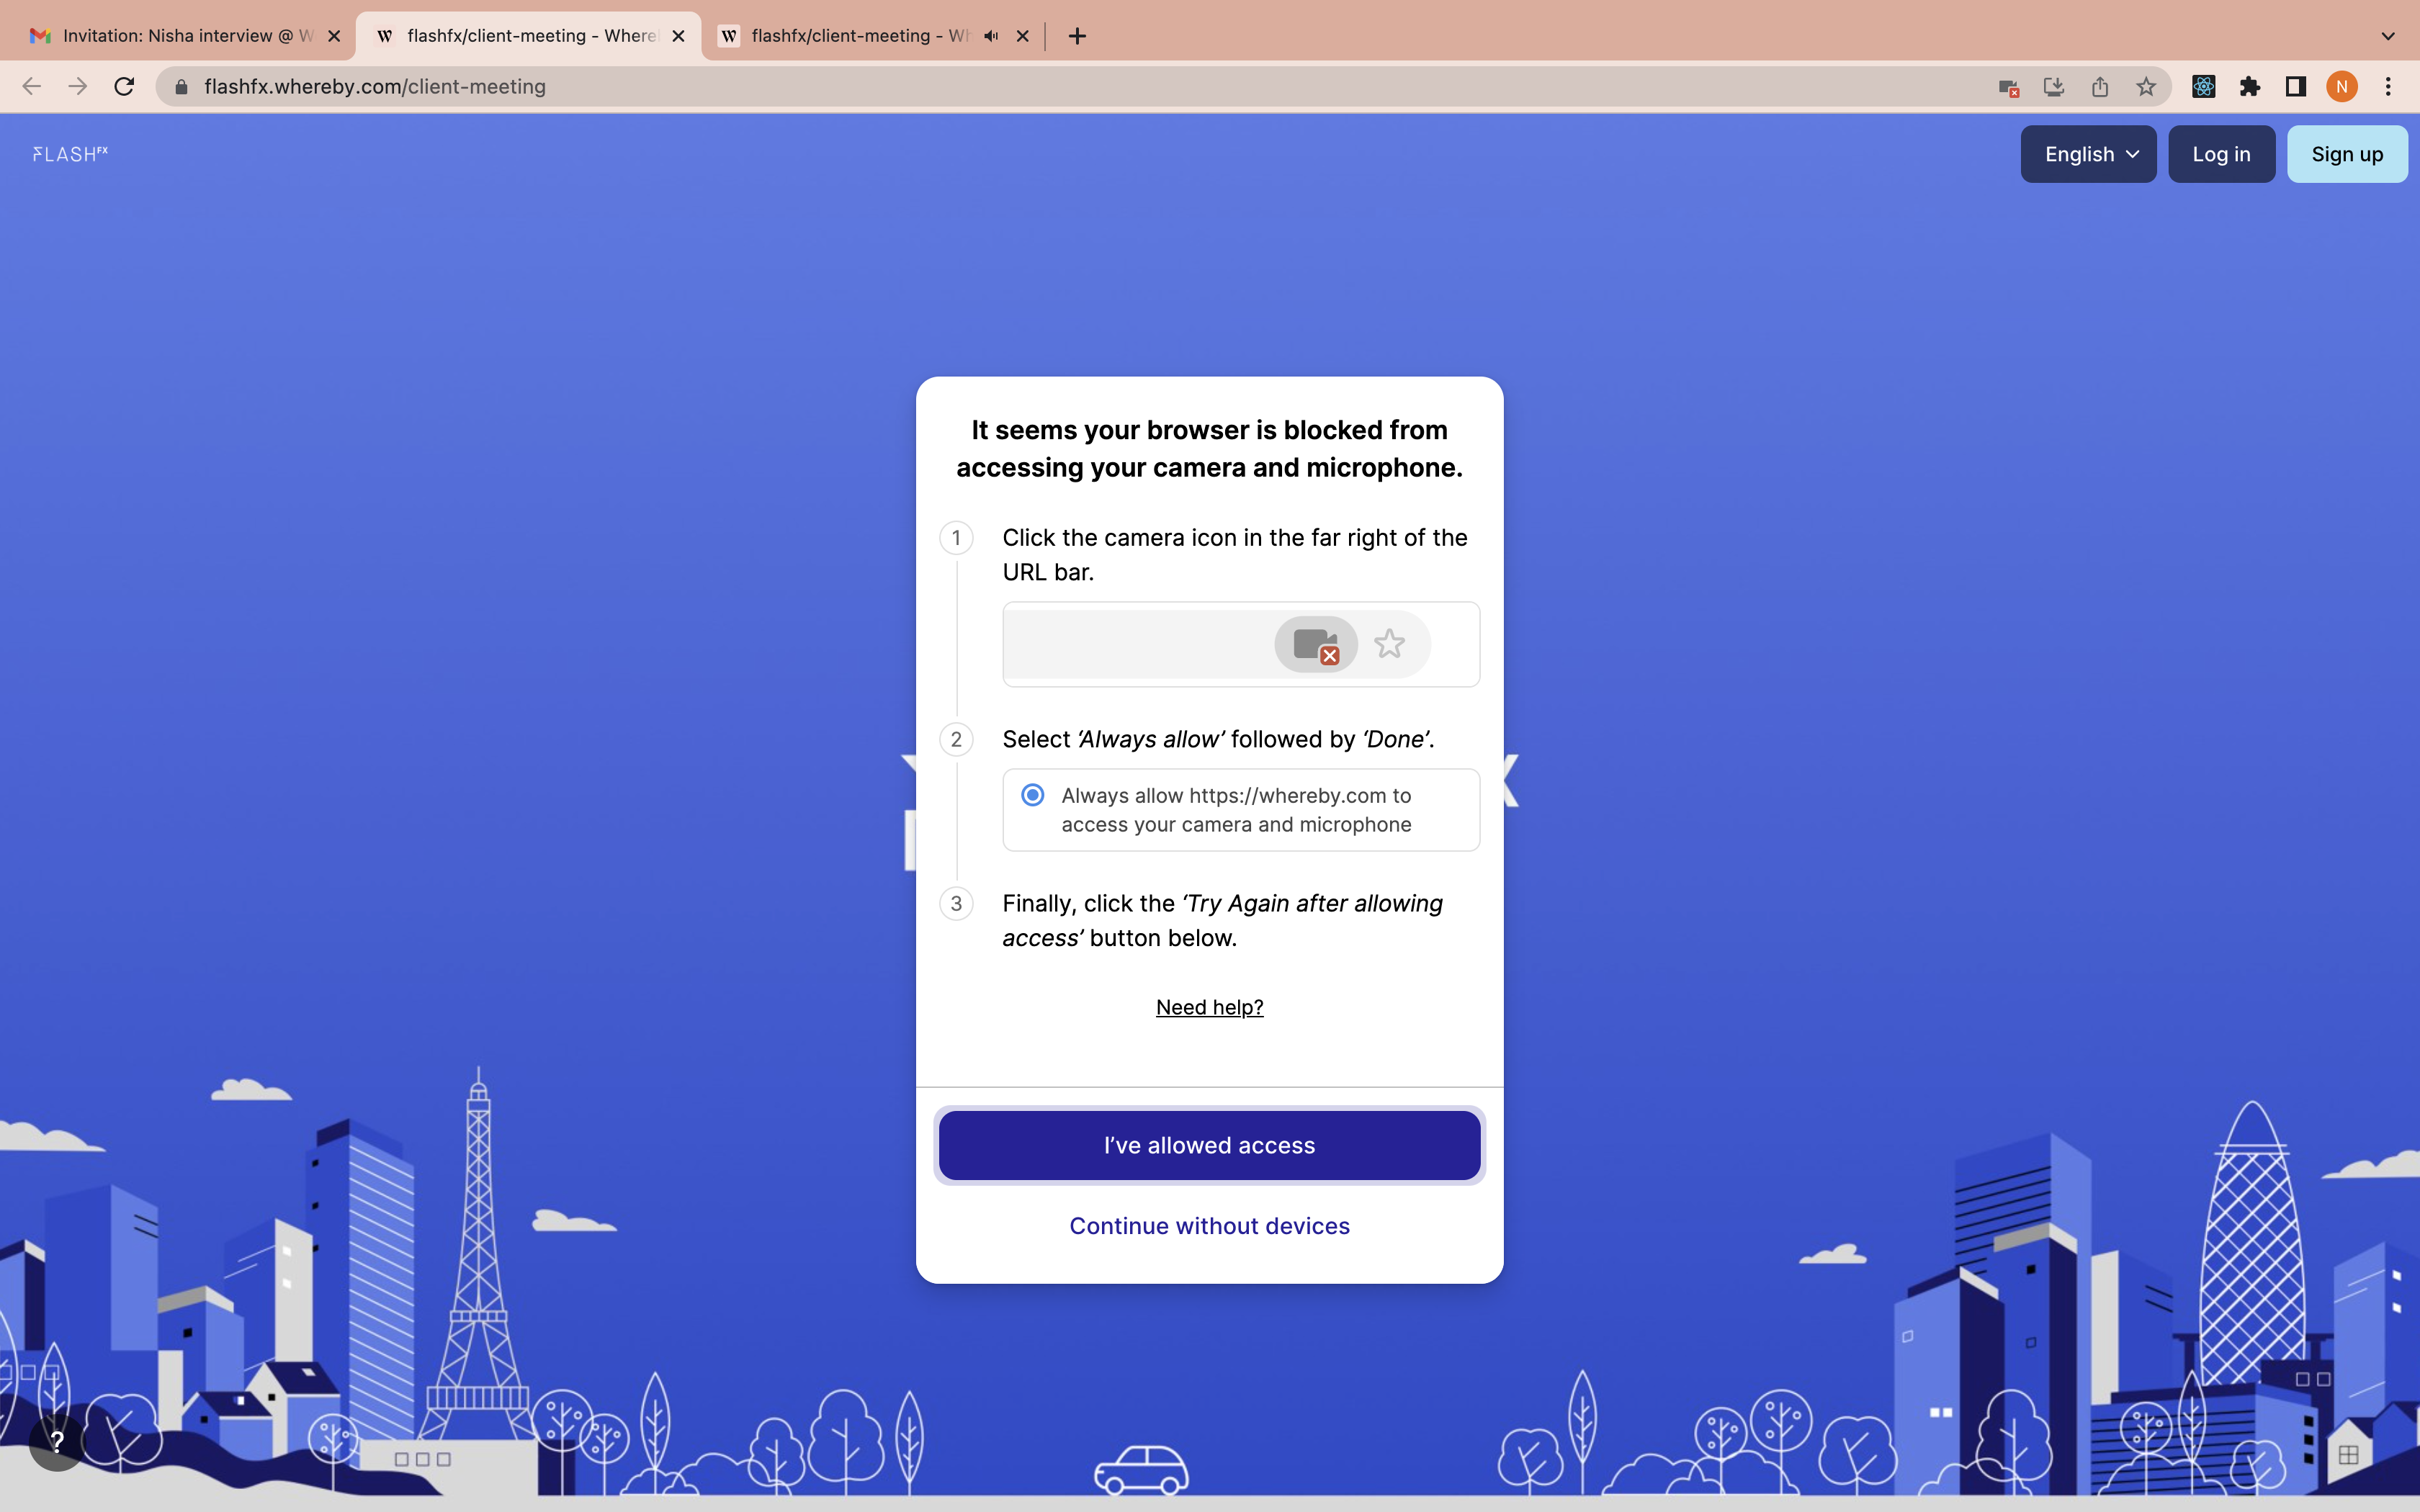 Invitation: Nisha interview @ W
flashfx/client-meeting - Whereb
flashfx/client-meeting - Wh
flashfx.whereby.com/client-meeting
N
FLASHFX
English
Log in
Sign up
It seems your browser is blocked from
accessing your camera and microphone.
1
Click the camera icon in the far right of the
URL bar.
2
Select ‘Always allow’ followed by ‘Done’.
Always allow https://whereby.com to
access your camera and microphone
3
Finally, click the ‘Try Again after allowing
access’ button below.
Need help?
I’ve allowed access
Continue without devices
?